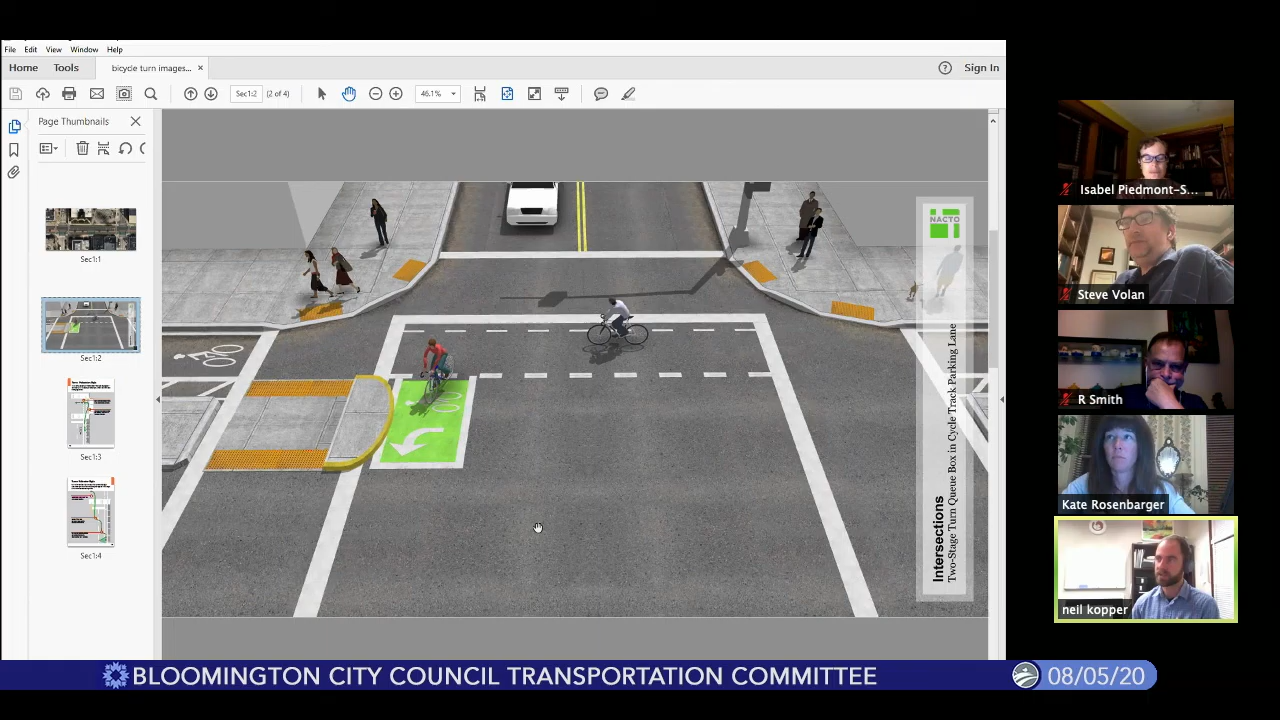 File Edit View Window Help
Home Tools bicycle turn images... × Sign In
Sec1:2 (2 of 4) 46.1%
Page Thumbnails
Sec1:1
Sec1:2
Sec1:3
Sec1:4
NACTO
Intersections
Two-Stage Turn Queue Box in Cycle Track Parking Lane
Isabel Piedmont-S...
Steve Volan
R Smith
Kate Rosenbarger
neil kopper
BLOOMINGTON CITY COUNCIL TRANSPORTATION COMMITTEE
08/05/20